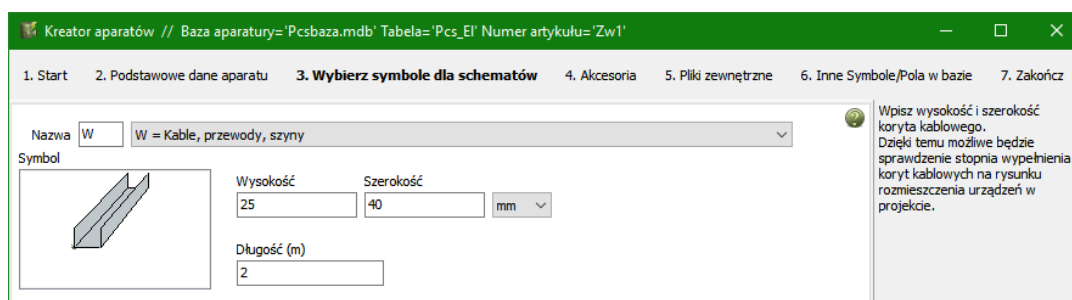 Kreator aparatów // Baza aparatury='Pcsbaza.mdb' Tabela='Pcs_El' Numer artykułu='Zw1'
1. Start 2. Podstawowe dane aparatu 3. Wybierz symbole dla schematów 4. Akcesoria 5. Pliki zewnętrzne 6. Inne Symbole/Pola w bazie 7. Zakończ
Nazwa W W = Kable, przewody, szyny
Symbol
Wysokość Szerokość
25 40 mm
Długość (m)
2
Wpisz wysokość i szerokość
koryta kablowego.
Dzięki temu możliwe będzie
sprawdzenie stopnia wypełnienia
koryt kablowych na rysunku
rozmieszczenia urządzeń w
projekcie.